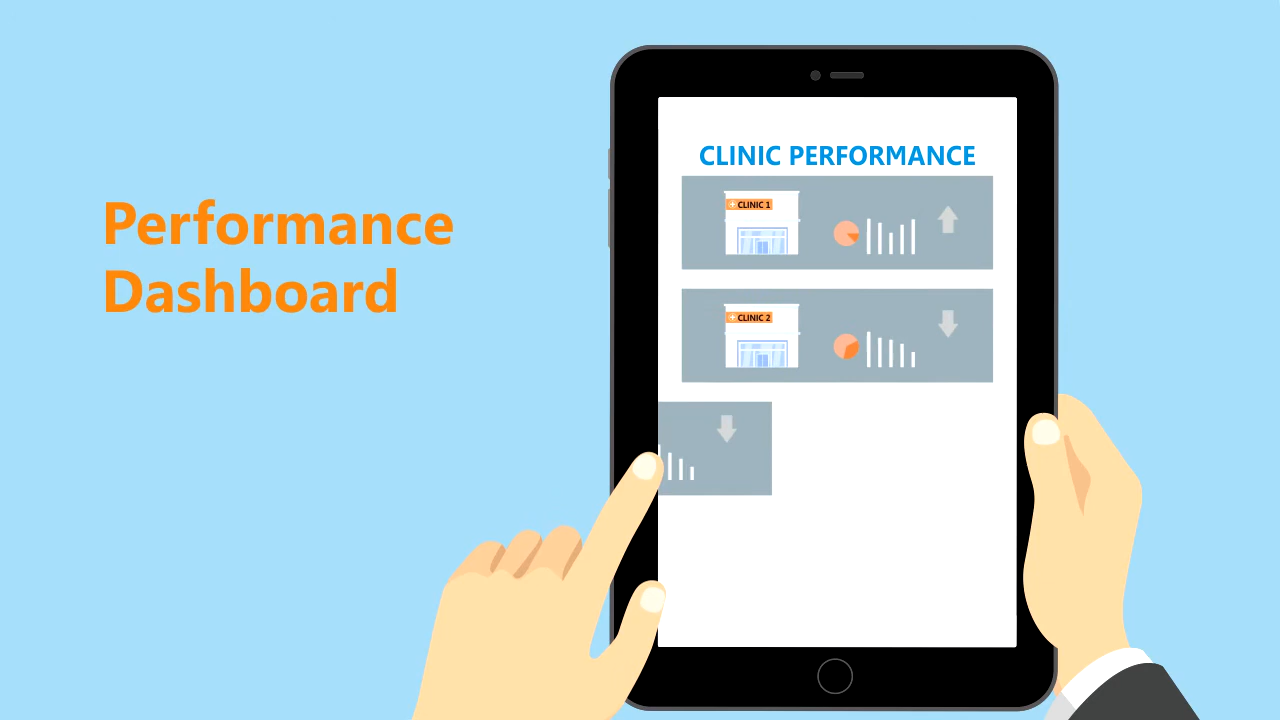 Performance
Dashboard
CLINIC PERFORMANCE
+ CLINIC 1
+ CLINIC 2